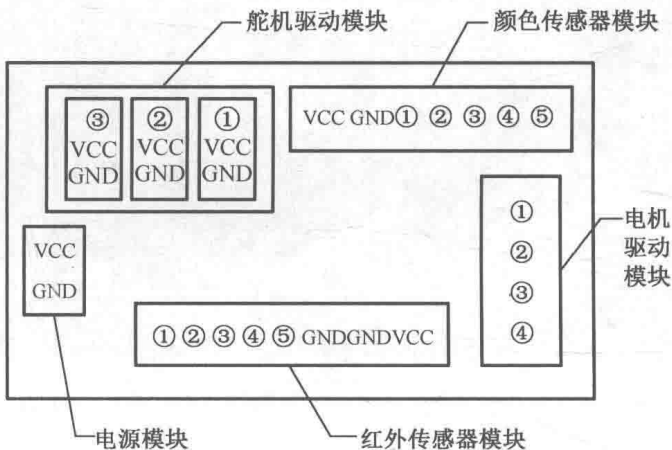 舵机驱动模块
颜色传感器模块
③ ② ①
VCC VCC VCC
GND GND GND
VCC GND① ② ③ ④ ⑤
①
②
③
④
电机
驱动
模块
VCC
GND
① ② ③ ④ ⑤ GNDGNDVCC
电源模块
红外传感器模块